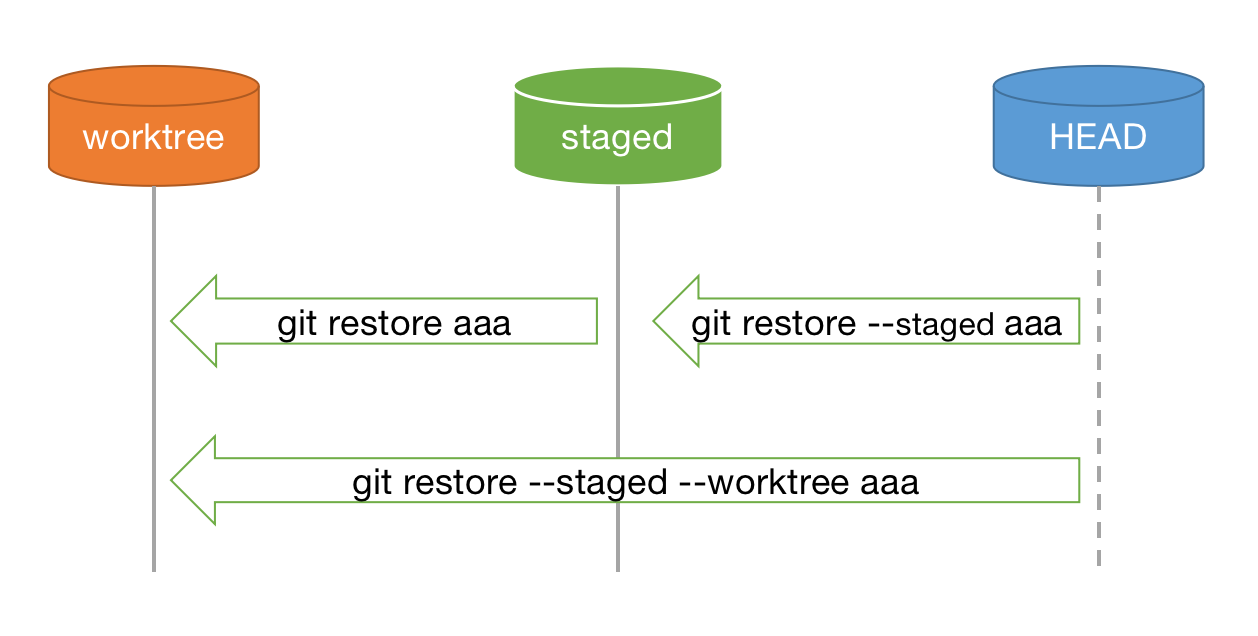 worktree
staged
HEAD
git restore aaa
git restore --staged aaa
git restore --staged --worktree aaa